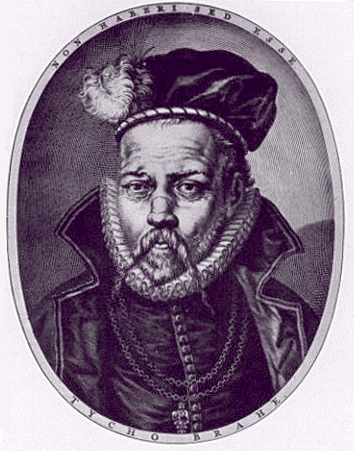 NON HABERI SED ESSE
TYCHO BRAHE.